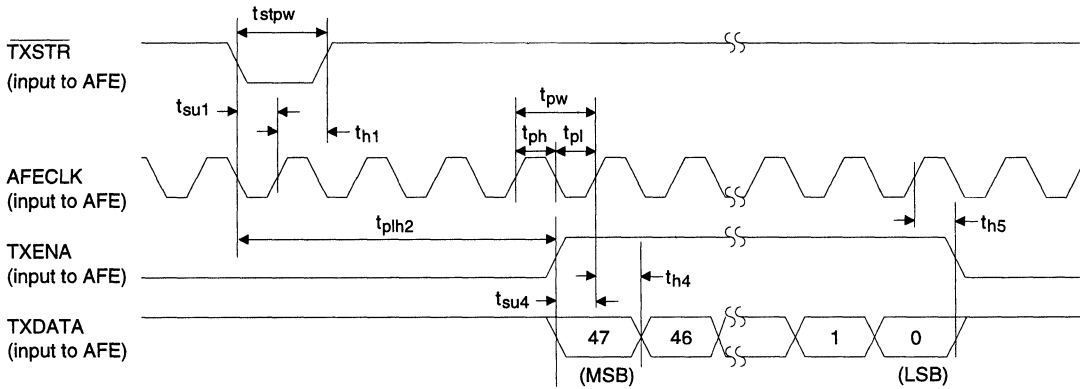 tstpw
TXSTR
(input to AFE)
tsu1
th1
tpw
tph
tpl
AFECLK
(input to AFE)
tplh2
th5
TXENA
(input to AFE)
th4
tsu4
TXDATA
(input to AFE)
47
46
1
0
(MSB)
(LSB)